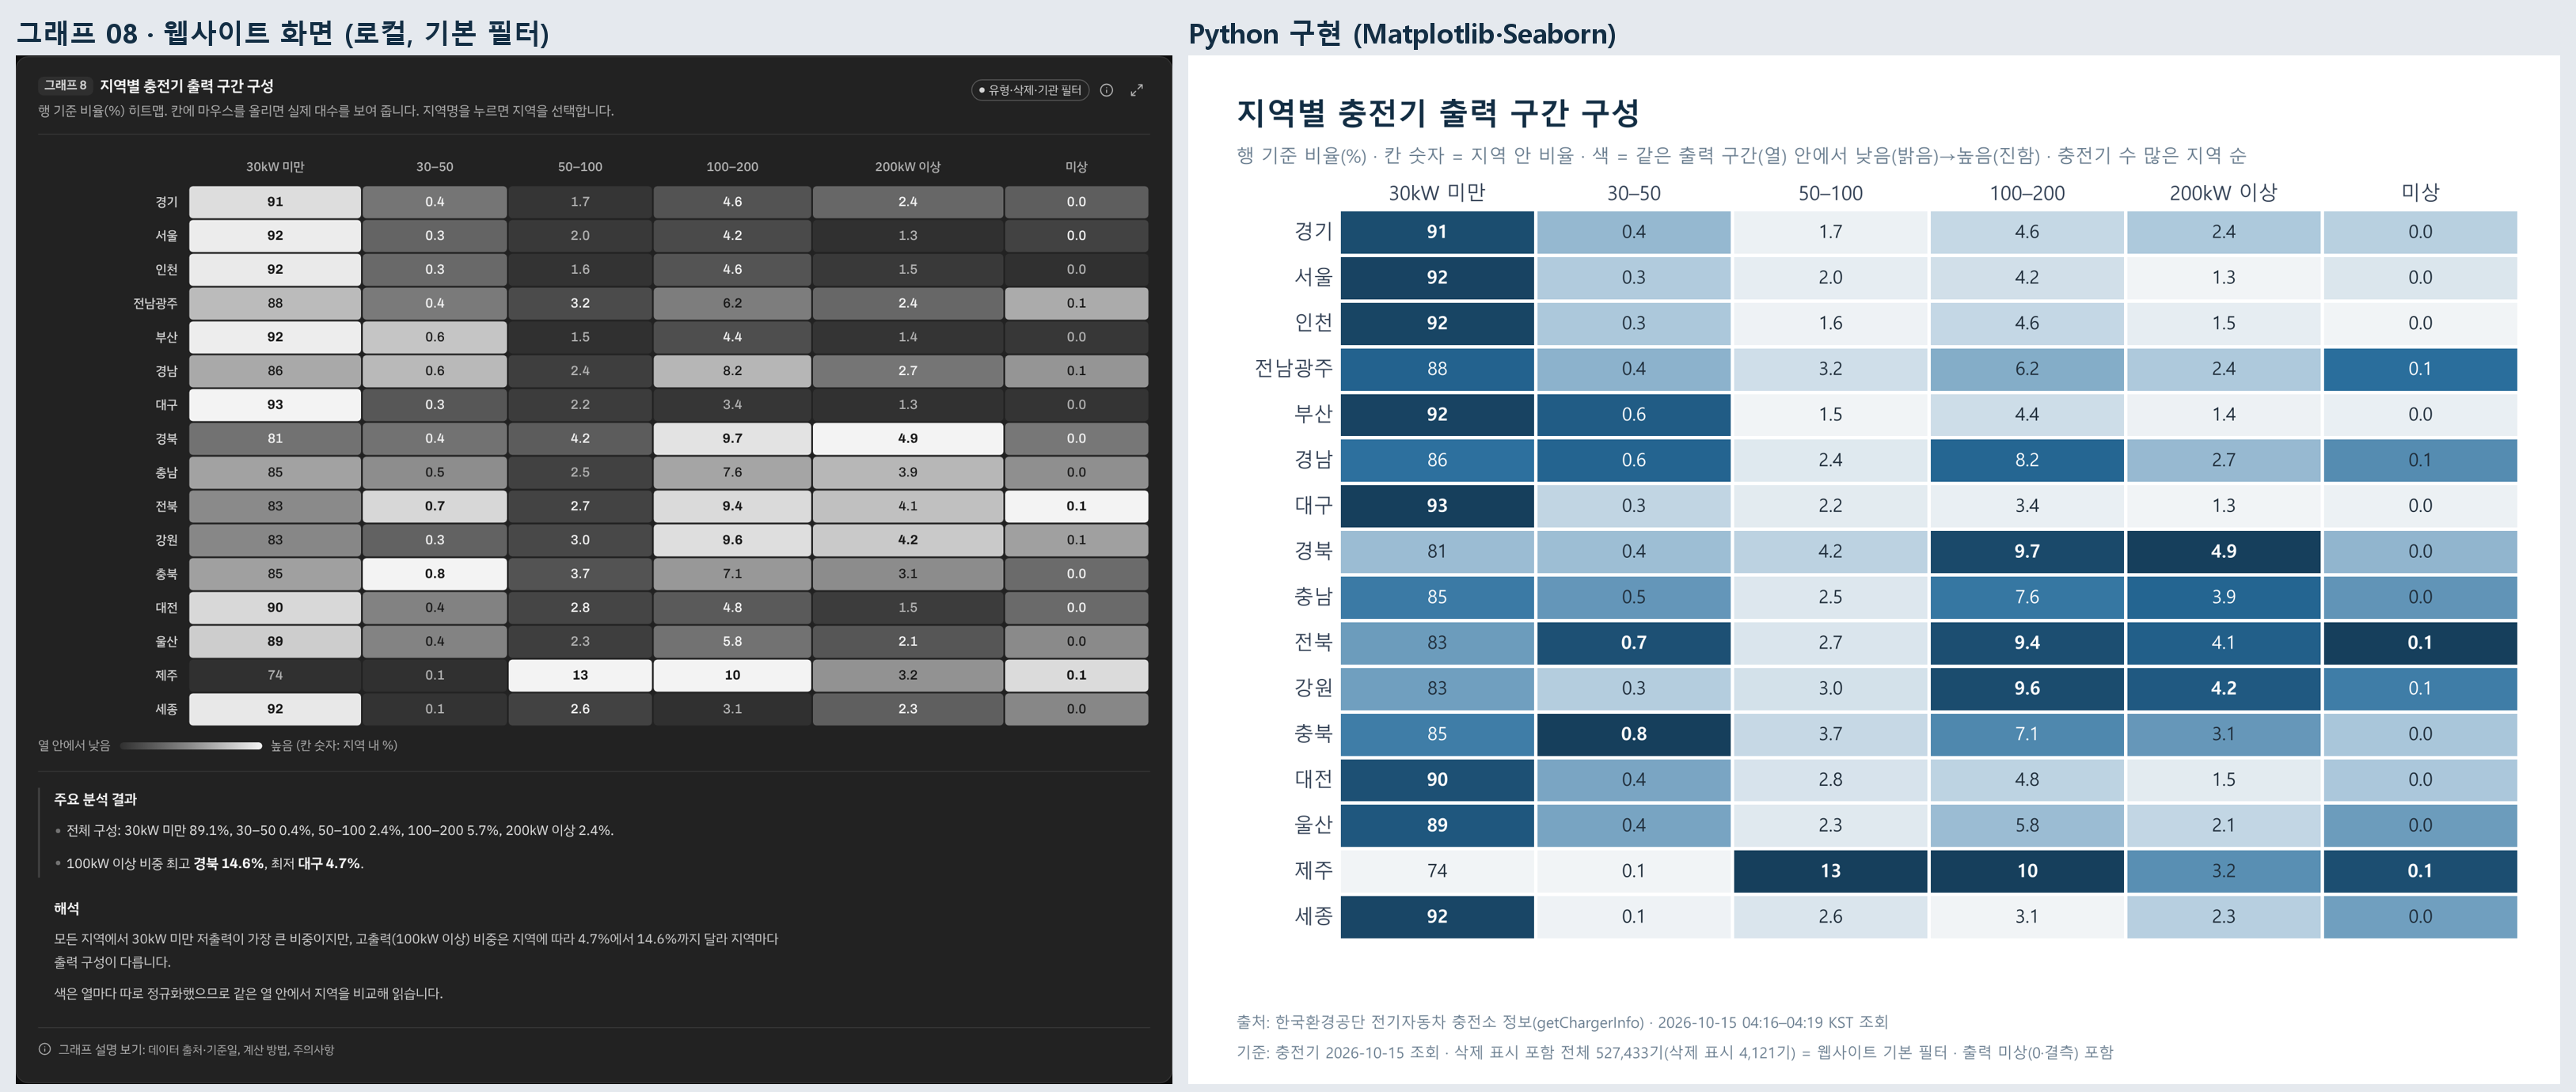 그래프 08 · 웹사이트 화면 (로컬, 기본 필터)
그래프 8 지역별 충전기 출력 구간 구성
유형·삭제·기관 필터
행 기준 비율(%) 히트맵. 칸에 마우스를 올리면 실제 대수를 보여 줍니다. 지역명을 누르면 지역을 선택합니다.
30kW 미만 30–50 50–100 100–200 200kW 이상 미상
경기 91 0.4 1.7 4.6 2.4 0.0
서울 92 0.3 2.0 4.2 1.3 0.0
인천 92 0.3 1.6 4.6 1.5 0.0
전남광주 88 0.4 3.2 6.2 2.4 0.1
부산 92 0.6 1.5 4.4 1.4 0.0
경남 86 0.6 2.4 8.2 2.7 0.1
대구 93 0.3 2.2 3.4 1.3 0.0
경북 81 0.4 4.2 9.7 4.9 0.0
충남 85 0.5 2.5 7.6 3.9 0.0
전북 83 0.7 2.7 9.4 4.1 0.1
강원 83 0.3 3.0 9.6 4.2 0.1
충북 85 0.8 3.7 7.1 3.1 0.0
대전 90 0.4 2.8 4.8 1.5 0.0
울산 89 0.4 2.3 5.8 2.1 0.0
제주 74 0.1 13 10 3.2 0.1
세종 92 0.1 2.6 3.1 2.3 0.0
열 안에서 낮음 높음 (칸 숫자: 지역 내 %)
주요 분석 결과
• 전체 구성: 30kW 미만 89.1%, 30–50 0.4%, 50–100 2.4%, 100–200 5.7%, 200kW 이상 2.4%.
• 100kW 이상 비중 최고 경북 14.6%, 최저 대구 4.7%.
해석
모든 지역에서 30kW 미만 저출력이 가장 큰 비중이지만, 고출력(100kW 이상) 비중은 지역에 따라 4.7%에서 14.6%까지 달라 지역마다
출력 구성이 다릅니다.
색은 열마다 따로 정규화했으므로 같은 열 안에서 지역을 비교해 읽습니다.
그래프 설명 보기: 데이터 출처·기준일, 계산 방법, 주의사항
Python 구현 (Matplotlib·Seaborn)
지역별 충전기 출력 구간 구성
행 기준 비율(%) · 칸 숫자 = 지역 안 비율 · 색 = 같은 출력 구간(열) 안에서 낮음(밝음)→높음(진함) · 충전기 수 많은 지역 순
30kW 미만 30–50 50–100 100–200 200kW 이상 미상
경기 91 0.4 1.7 4.6 2.4 0.0
서울 92 0.3 2.0 4.2 1.3 0.0
인천 92 0.3 1.6 4.6 1.5 0.0
전남광주 88 0.4 3.2 6.2 2.4 0.1
부산 92 0.6 1.5 4.4 1.4 0.0
경남 86 0.6 2.4 8.2 2.7 0.1
대구 93 0.3 2.2 3.4 1.3 0.0
경북 81 0.4 4.2 9.7 4.9 0.0
충남 85 0.5 2.5 7.6 3.9 0.0
전북 83 0.7 2.7 9.4 4.1 0.1
강원 83 0.3 3.0 9.6 4.2 0.1
충북 85 0.8 3.7 7.1 3.1 0.0
대전 90 0.4 2.8 4.8 1.5 0.0
울산 89 0.4 2.3 5.8 2.1 0.0
제주 74 0.1 13 10 3.2 0.1
세종 92 0.1 2.6 3.1 2.3 0.0
출처: 한국환경공단 전기자동차 충전소 정보(getChargerInfo) · 2026-10-15 04:16–04:19 KST 조회
기준: 충전기 2026-10-15 조회 · 삭제 표시 포함 전체 527,433기(삭제 표시 4,121기) = 웹사이트 기본 필터 · 출력 미상(0·결측) 포함